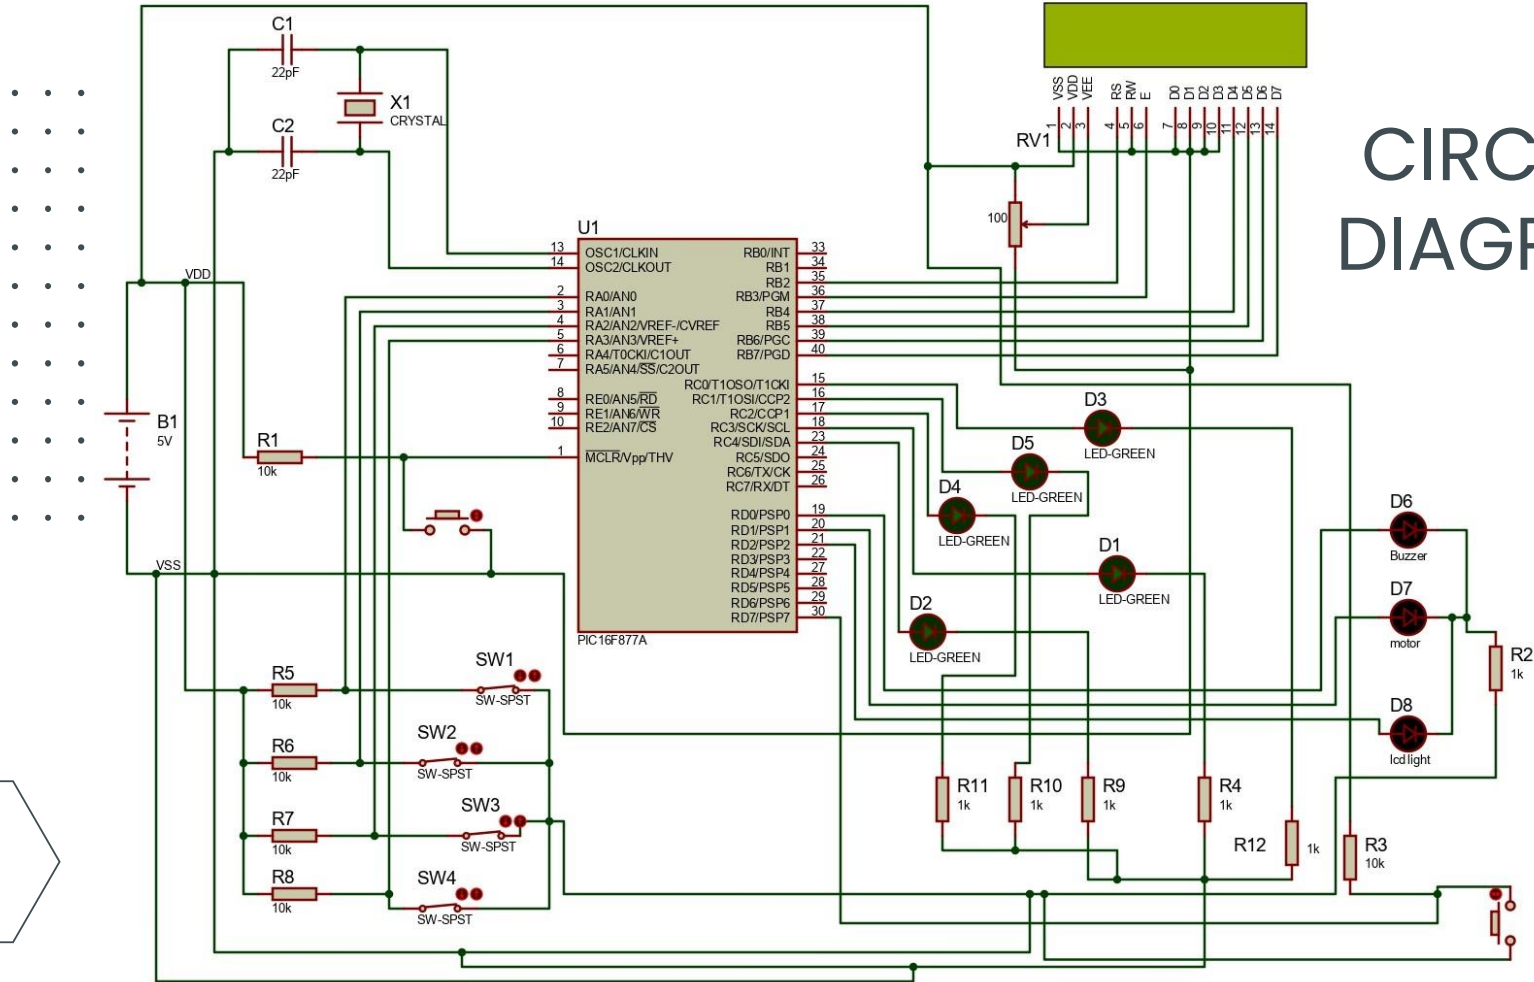 C1
22pF
X1
CRYSTAL
C2
22pF
VSS
VDD
VEE
RS
RW
E
D0
D1
D2
D3
D4
D5
D6
D7
1
2
3
4
5
6
7
8
9
10
11
12
13
14
RV1
100
CIRC
DIAGR
U1
13 OSC1/CLKIN
14 OSC2/CLKOUT
2 RA0/AN0
3 RA1/AN1
4 RA2/AN2/VREF-/CVREF
5 RA3/AN3/VREF+
6 RA4/T0CKI/C1OUT
7 RA5/AN4/SS/C2OUT
8 RE0/AN5/RD
9 RE1/AN6/WR
10 RE2/AN7/CS
1 MCLR/Vpp/THV
RB0/INT 33
RB1 34
RB2 35
RB3/PGM 36
RB4 37
RB5 38
RB6/PGC 39
RB7/PGD 40
RC0/T1OSO/T1CKI 15
RC1/T1OSI/CCP2 16
RC2/CCP1 17
RC3/SCK/SCL 18
RC4/SDI/SDA 23
RC5/SDO 24
RC6/TX/CK 25
RC7/RX/DT 26
RD0/PSP0 19
RD1/PSP1 20
RD2/PSP2 21
RD3/PSP3 22
RD4/PSP4 27
RD5/PSP5 28
RD6/PSP6 29
RD7/PSP7 30
PIC16F877A
VDD
B1
5V
R1
10k
VSS
D3
LED-GREEN
D5
LED-GREEN
D4
LED-GREEN
D1
LED-GREEN
D2
LED-GREEN
D6
Buzzer
D7
motor
R2
1k
D8
lcd light
R5
10k
SW1
SW-SPST
R6
10k
SW2
SW-SPST
R7
10k
SW3
SW-SPST
R8
10k
SW4
SW-SPST
R11
1k
R10
1k
R9
1k
R4
1k
R12
1k
R3
10k